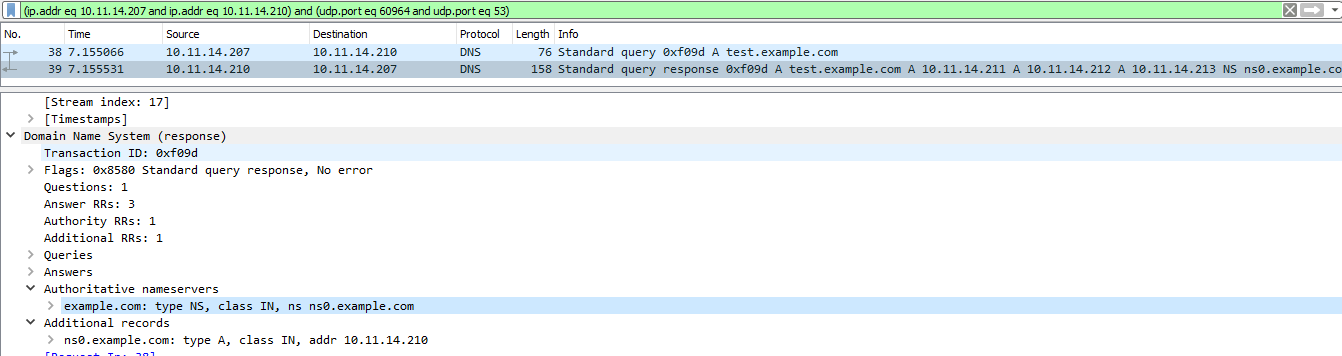 (ip.addr eq 10.11.14.207 and ip.addr eq 10.11.14.210) and (udp.port eq 60964 and udp.port eq 53)
No. Time Source Destination Protocol Length Info
38 7.155066 10.11.14.207 10.11.14.210 DNS 76 Standard query 0xf09d A test.example.com
39 7.155531 10.11.14.210 10.11.14.207 DNS 158 Standard query response 0xf09d A test.example.com A 10.11.14.211 A 10.11.14.212 A 10.11.14.213 NS ns0.example.co
[Stream index: 17]
[Timestamps]
Domain Name System (response)
Transaction ID: 0xf09d
Flags: 0x8580 Standard query response, No error
Questions: 1
Answer RRs: 3
Authority RRs: 1
Additional RRs: 1
Queries
Answers
Authoritative nameservers
example.com: type NS, class IN, ns ns0.example.com
Additional records
ns0.example.com: type A, class IN, addr 10.11.14.210
[Request In: 38]